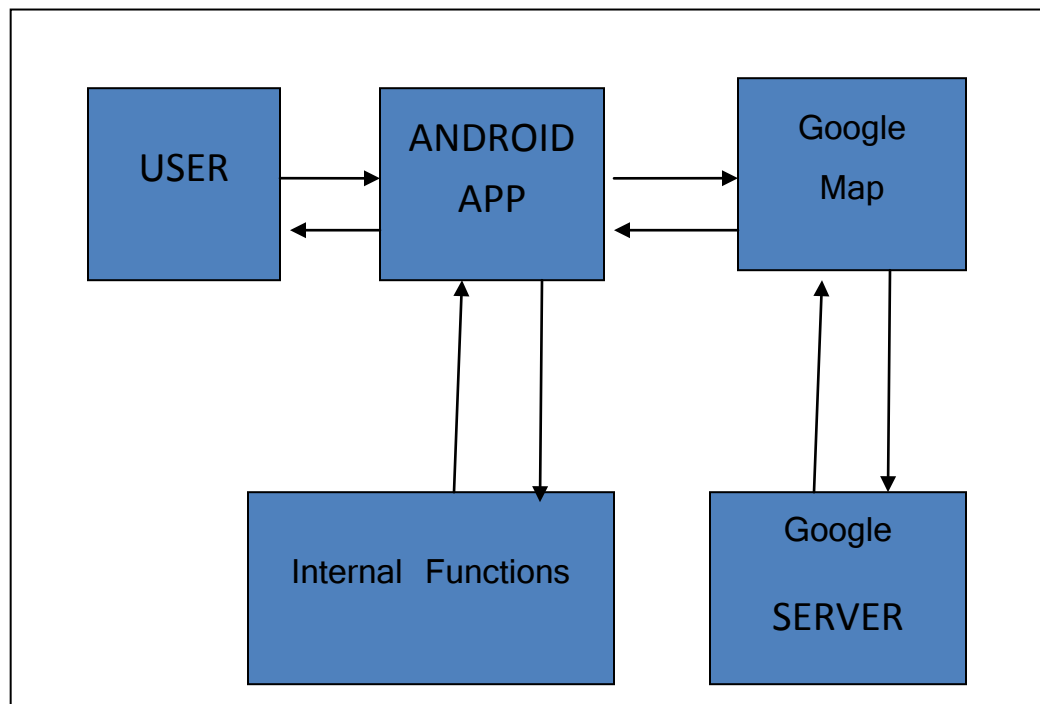 USER
ANDROID
APP
Google
Map
Internal Functions
Google
SERVER